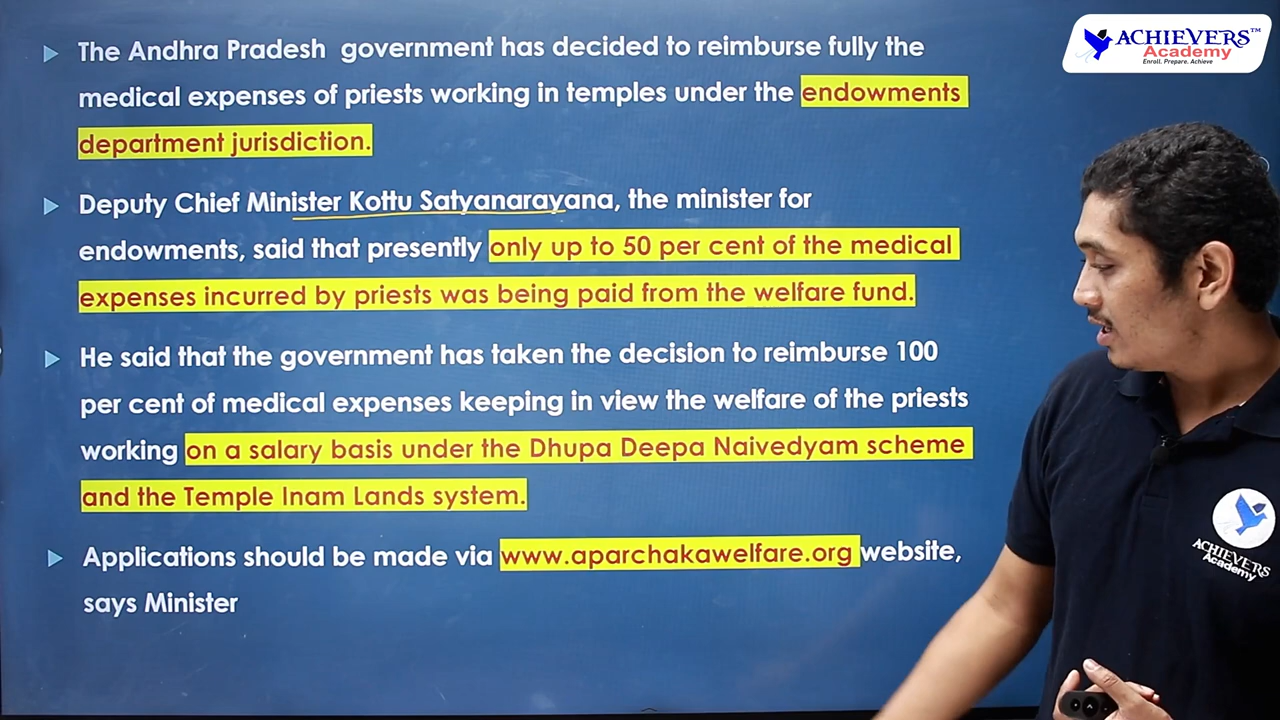 The Andhra Pradesh government has decided to reimburse fully the
medical expenses of priests working in temples under the endowments
department jurisdiction.
Deputy Chief Minister Kottu Satyanarayana, the minister for
endowments, said that presently only up to 50 per cent of the medical
expenses incurred by priests was being paid from the welfare fund.
He said that the government has taken the decision to reimburse 100
per cent of medical expenses keeping in view the welfare of the priests
working on a salary basis under the Dhupa Deepa Naivedyam scheme
and the Temple Inam Lands system.
Applications should be made via www.aparchakawelfare.org website,
says Minister
ACHIEVERS™
Academy
Enroll. Prepare. Achieve
ACHIEVERS
Academy